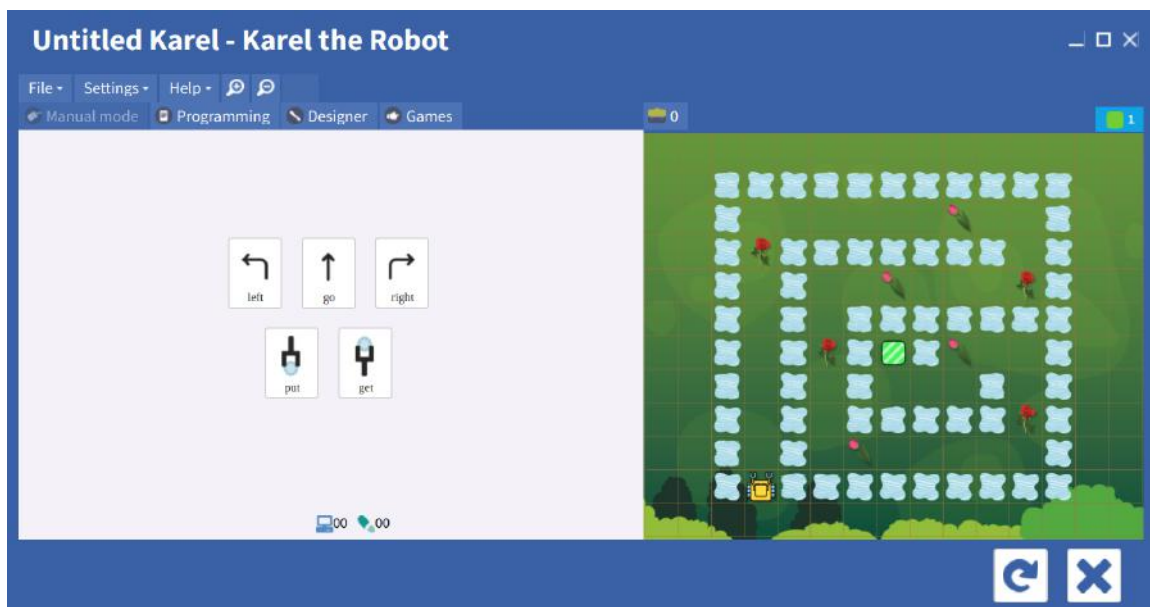 Untitled Karel - Karel the Robot
File Settings Help
Manual mode Programming Designer Games 0 1
left go right
put get
00 00